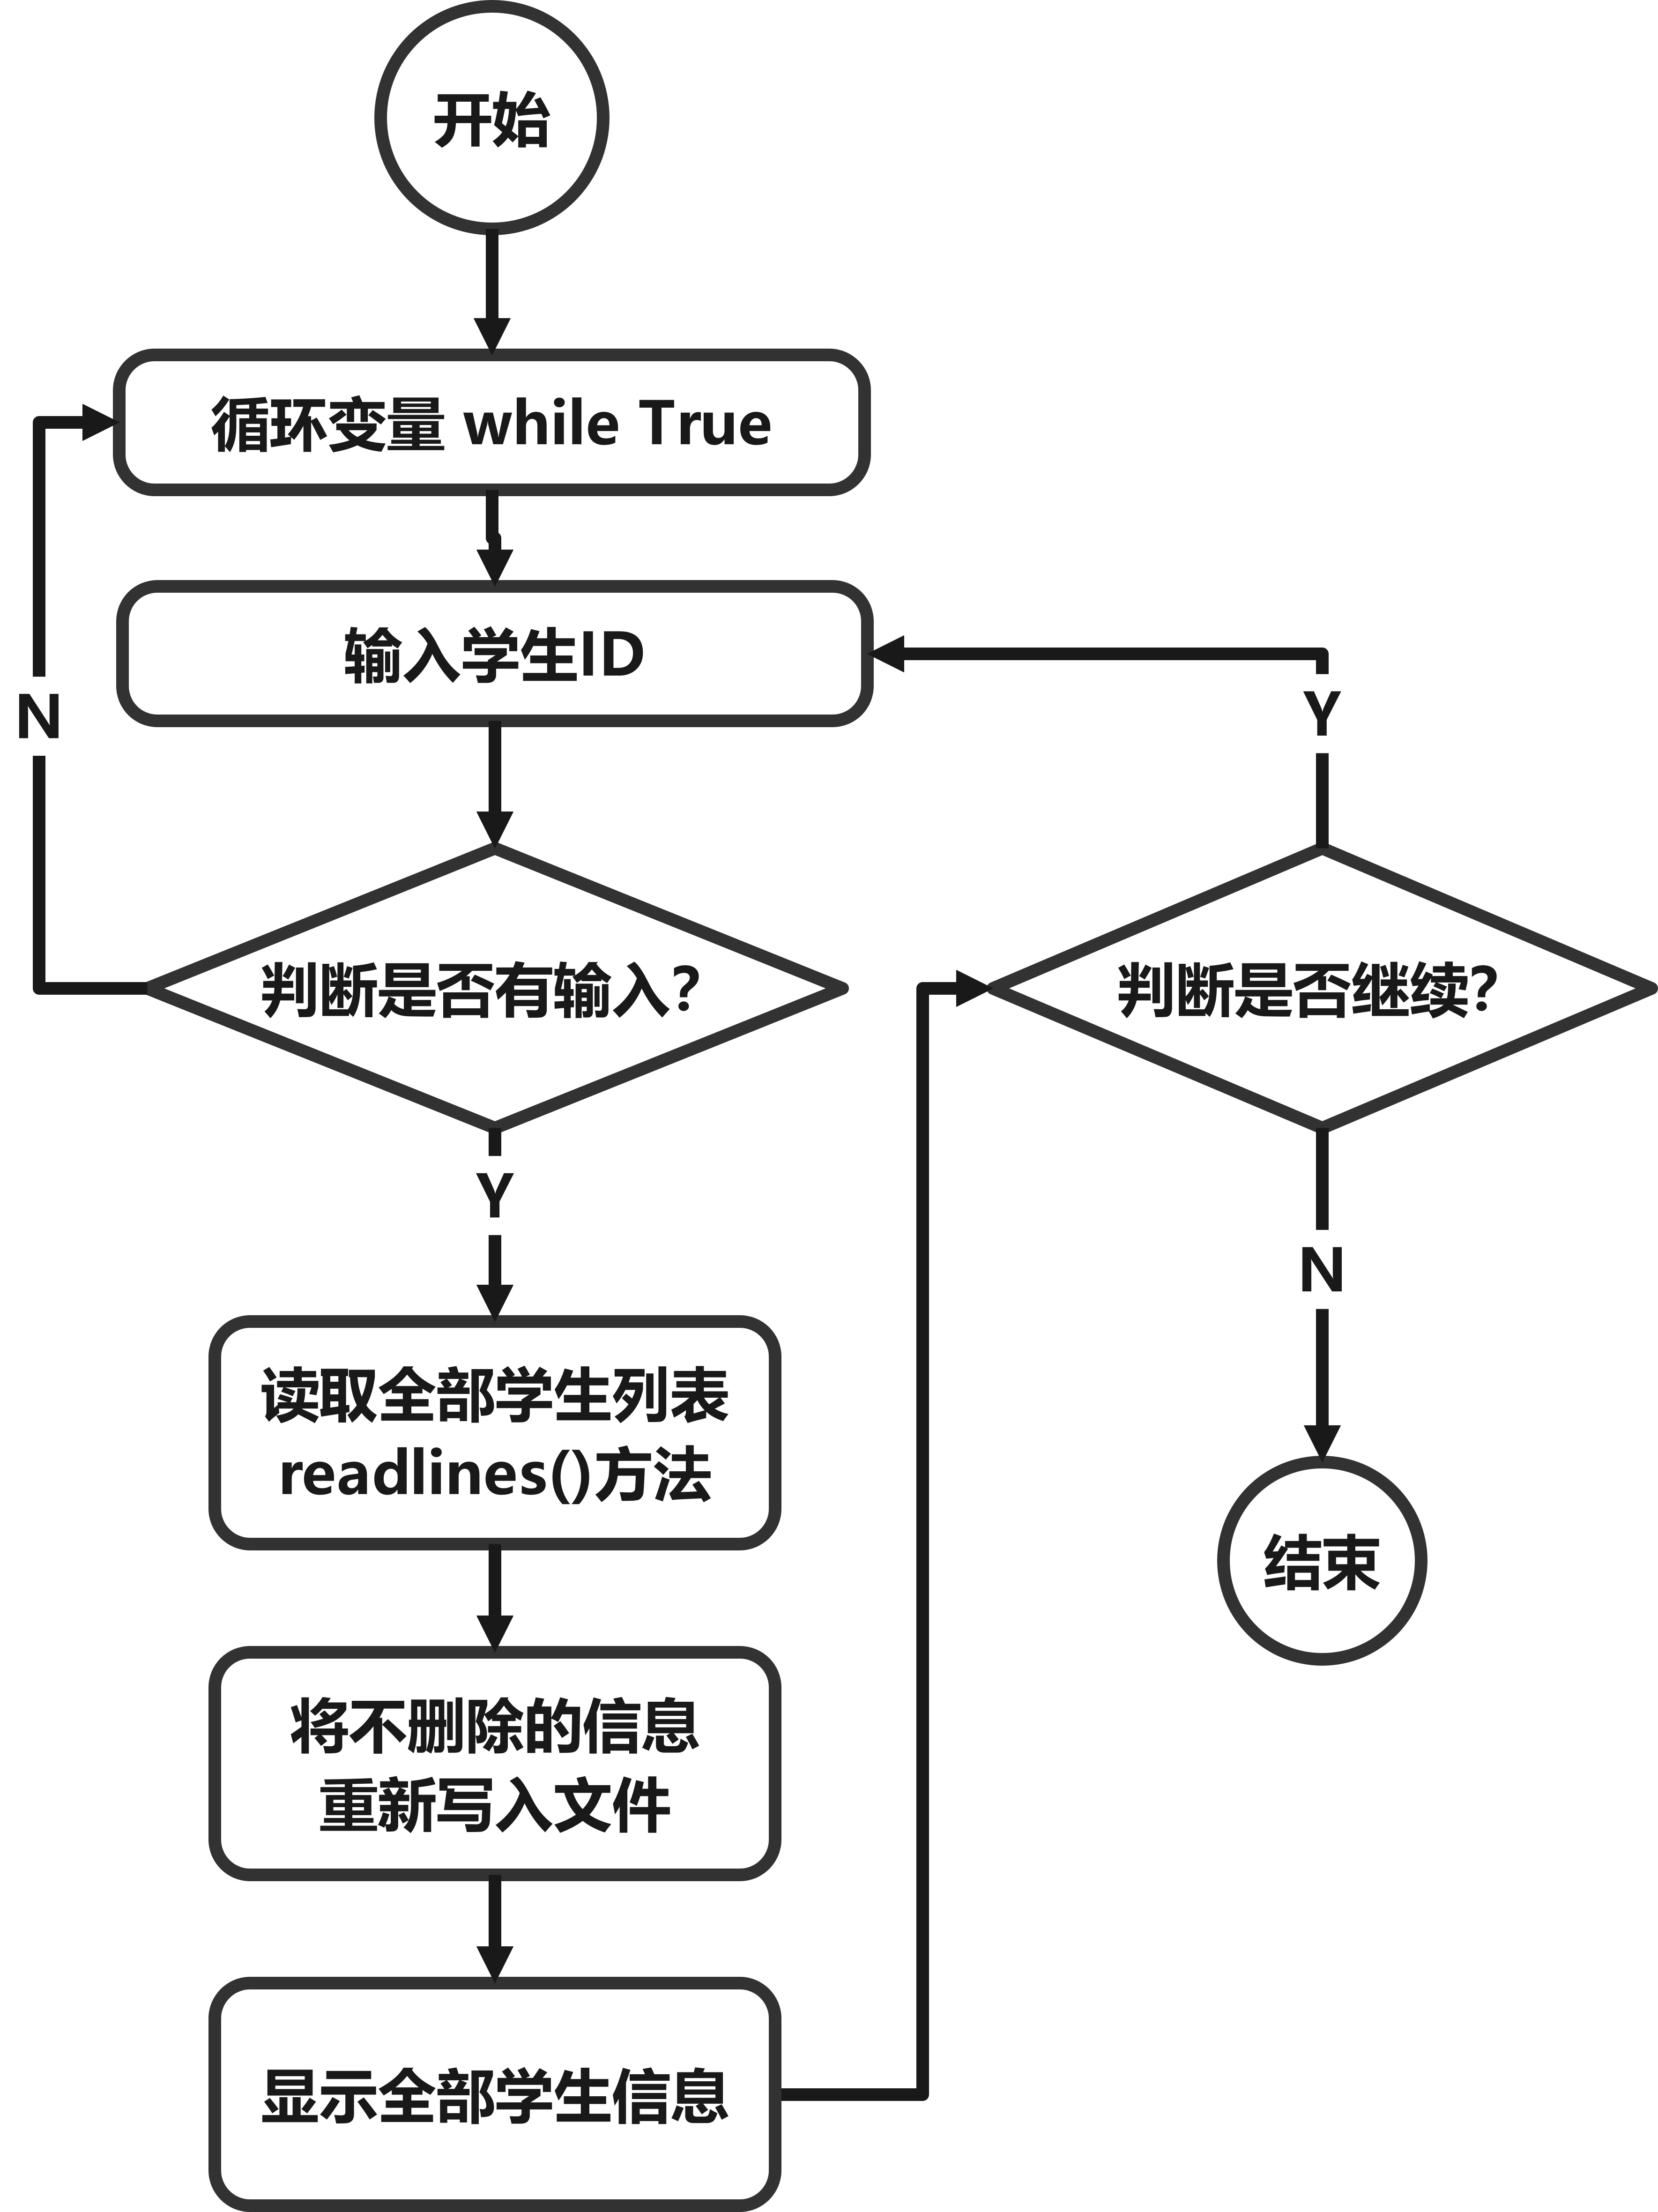 开始
循环变量 while True
输入学生ID
N
Y
判断是否有输入?
判断是否继续?
Y
N
读取全部学生列表
readlines()方法
结束
将不删除的信息
重新写入文件
显示全部学生信息